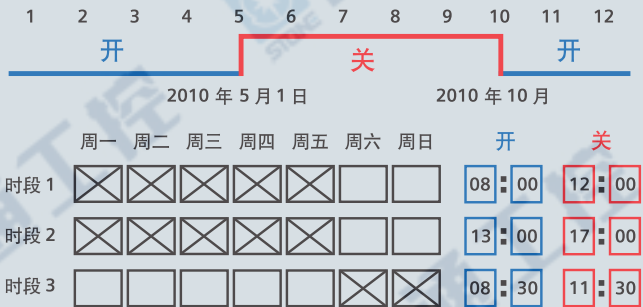 1 2 3 4 5 6 7 8 9 10 11 12
开 关 开
2010 年 5 月 1 日 2010 年 10 月
周一 周二 周三 周四 周五 周六 周日 开 关
时段 1 08 : 00 12 : 00
时段 2 13 : 00 17 : 00
时段 3 08 : 30 11 : 30